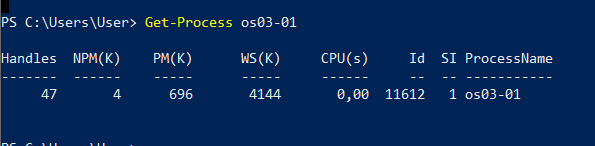 PS C:\Users\User> Get-Process os03-01
Handles NPM(K) PM(K) WS(K) CPU(s) Id SI ProcessName
------- ------ ----- ----- ------ -- -- -----------
47 4 696 4144 0,00 11612 1 os03-01